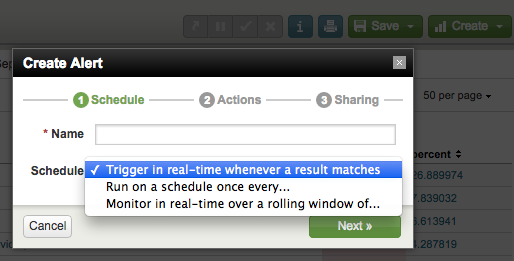 Save
Create
Create Alert
50 per page
1 Schedule
2 Actions
3 Sharing
* Name
percent
Schedule
✓ Trigger in real-time whenever a result matches
Run on a schedule once every...
Monitor in real-time over a rolling window of...
26.889974
7.839032
6.613941
4.287819
Cancel
Next »